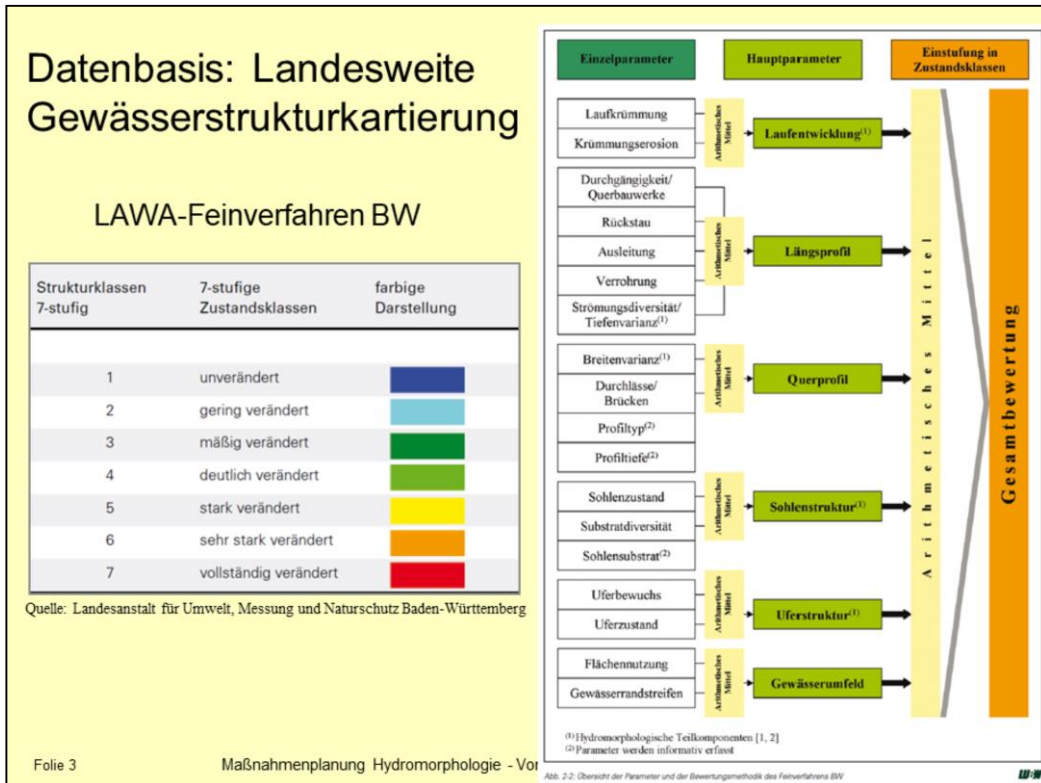 Datenbasis: Landesweite
Gewässerstrukturkartierung
LAWA-Feinverfahren BW
Strukturklassen 7-stufige farbige
7-stufig Zustandsklassen Darstellung
1 unverändert
2 gering verändert
3 mäßig verändert
4 deutlich verändert
5 stark verändert
6 sehr stark verändert
7 vollständig verändert
Quelle: Landesanstalt für Umwelt, Messung und Naturschutz Baden-Württemberg
Folie 3 Maßnahmenplanung Hydromorphologie - Vor
Einzelparameter
Hauptparameter
Einstufung in
Zustandsklassen
Laufkrümmung
Krümmungserosion
Arithmetisches
Mittel
Laufentwicklung(1)
Durchgängigkeit/
Querbauwerke
Rückstau
Ausleitung
Verrohrung
Strömungsdiversität/
Tiefenvarianz(1)
Arithmetisches
Mittel
Längsprofil
Breitenvarianz(1)
Durchlässe/
Brücken
Profiltyp(2)
Profiltiefe(2)
Arithmetisches
Mittel
Querprofil
Sohlenzustand
Substratdiversität
Sohlensubstrat(2)
Arithmetisches
Mittel
Sohlenstruktur(1)
Uferbewuchs
Uferzustand
Arithmetisches
Mittel
Uferstruktur(1)
Flächennutzung
Gewässerrandstreifen
Arithmetisches
Mittel
Gewässerumfeld
Arithmetisches Mittel
Gesamtbewertung
(1) Hydromorphologische Teilkomponenten [1, 2]
(2) Parameter werden informativ erfasst
Abb. 2-2: Übersicht der Parameter und der Bewertungsmethodik des Feinverfahrens BW